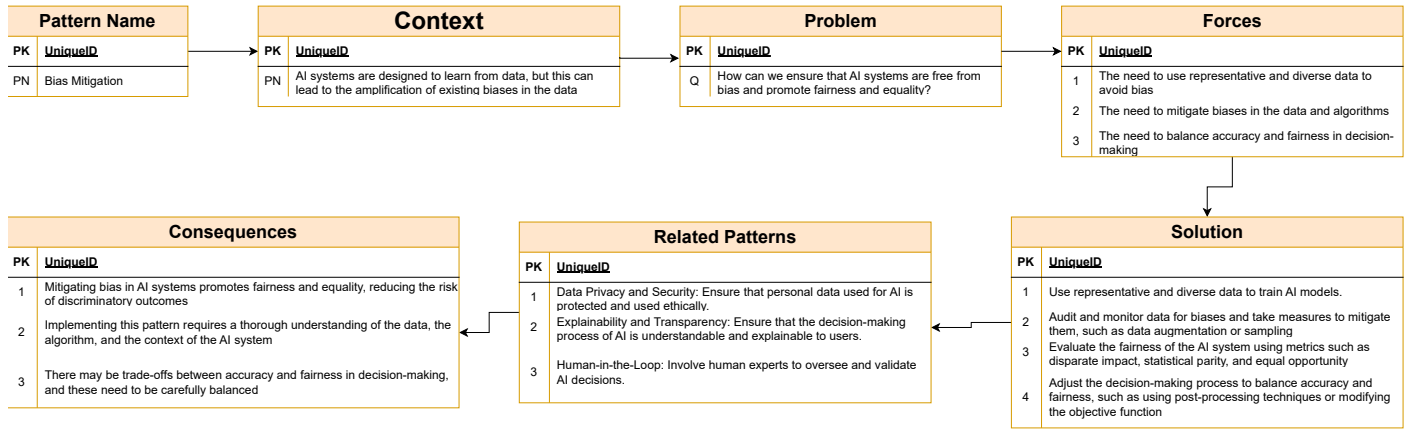 Pattern Name
PK UniqueID
PN Bias Mitigation
Context
PK UniqueID
PN AI systems are designed to learn from data, but this can
lead to the amplification of existing biases in the data
Problem
PK UniqueID
Q How can we ensure that AI systems are free from
bias and promote fairness and equality?
Forces
PK UniqueID
1 The need to use representative and diverse data to
avoid bias
2 The need to mitigate biases in the data and algorithms
3 The need to balance accuracy and fairness in decision-
making
Solution
PK UniqueID
1 Use representative and diverse data to train AI models.
2 Audit and monitor data for biases and take measures to mitigate
them, such as data augmentation or sampling
3 Evaluate the fairness of the AI system using metrics such as
disparate impact, statistical parity, and equal opportunity
4 Adjust the decision-making process to balance accuracy and
fairness, such as using post-processing techniques or modifying
the objective function
Related Patterns
PK UniqueID
1 Data Privacy and Security: Ensure that personal data used for AI is
protected and used ethically.
2 Explainability and Transparency: Ensure that the decision-making
process of AI is understandable and explainable to users.
3 Human-in-the-Loop: Involve human experts to oversee and validate
AI decisions.
Consequences
PK UniqueID
1 Mitigating bias in AI systems promotes fairness and equality, reducing the risk
of discriminatory outcomes
2 Implementing this pattern requires a thorough understanding of the data, the
algorithm, and the context of the AI system
3 There may be trade-offs between accuracy and fairness in decision-making,
and these need to be carefully balanced